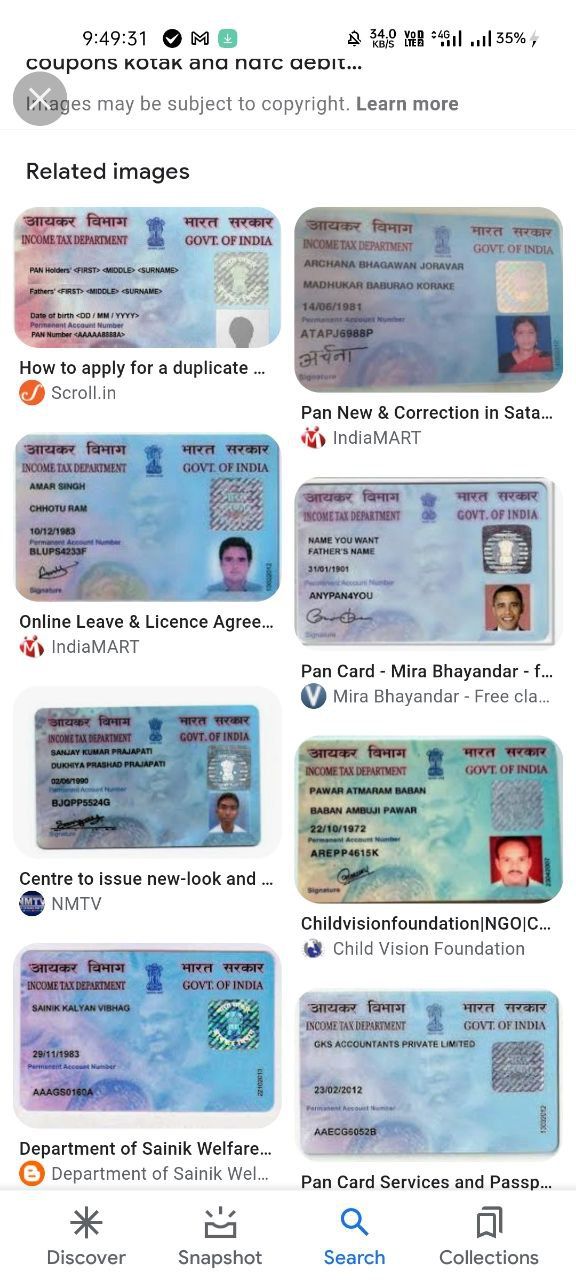 9:49:31
34.0 KB/S
VoD LTE2
4G
35%
coupons kotak and hdfc debit...
Images may be subject to copyright. Learn more
Related images
आयकर विभाग
भारत सरकार
INCOME TAX DEPARTMENT
GOVT. OF INDIA
PAN Holders' <FIRST> <MIDDLE> <SURNAME>
Fathers' <FIRST> <MIDDLE> <SURNAME>
Date of birth <DD / MM / YYYY>
Permanent Account Number
PAN Number <AAAAA8888A>
How to apply for a duplicate ...
Scroll.in
आयकर विभाग
भारत सरकार
INCOME TAX DEPARTMENT
GOVT. OF INDIA
ARCHANA BHAGAWAN JORAVAR
MADHUKAR BABURAO KORAKE
14/06/1981
Permanent Account Number
ATAPJ6988P
अर्चना
Signature
Pan New & Correction in Sata...
IndiaMART
आयकर विभाग
भारत सरकार
INCOME TAX DEPARTMENT
GOVT. OF INDIA
AMAR SINGH
CHHOTU RAM
10/12/1983
Permanent Account Number
BLUPS4233F
Signature
Online Leave & Licence Agree...
IndiaMART
आयकर विभाग
भारत सरकार
INCOME TAX DEPARTMENT
GOVT. OF INDIA
NAME YOU WANT
FATHER'S NAME
31/01/1901
Permanent Account Number
ANYPAN4YOU
Signature
Pan Card - Mira Bhayandar - f...
Mira Bhayandar - Free cla...
आयकर विभाग
भारत सरकार
INCOME TAX DEPARTMENT
GOVT. OF INDIA
SANJAY KUMAR PRAJAPATI
DUKHIYA PRASHAD PRAJAPATI
02/06/1990
Permanent Account Number
BJQPP5524G
Signature
Centre to issue new-look and ...
NMTV
आयकर विभाग
भारत सरकार
INCOME TAX DEPARTMENT
GOVT. OF INDIA
PAWAR ATMARAM BABAN
BABAN AMBUJI PAWAR
22/10/1972
Permanent Account Number
AREPP4615K
Signature
Childvisionfoundation|NGO|C...
Child Vision Foundation
आयकर विभाग
भारत सरकार
INCOME TAX DEPARTMENT
GOVT. OF INDIA
SAINIK KALYAN VIBHAG
29/11/1983
Permanent Account Number
AAAGS0160A
Department of Sainik Welfare...
Department of Sainik Wel...
आयकर विभाग
भारत सरकार
INCOME TAX DEPARTMENT
GOVT. OF INDIA
GKS ACCOUNTANTS PRIVATE LIMITED
23/02/2012
Permanent Account Number
AAECG6052B
Pan Card Services and Passp...
Discover
Snapshot
Search
Collections